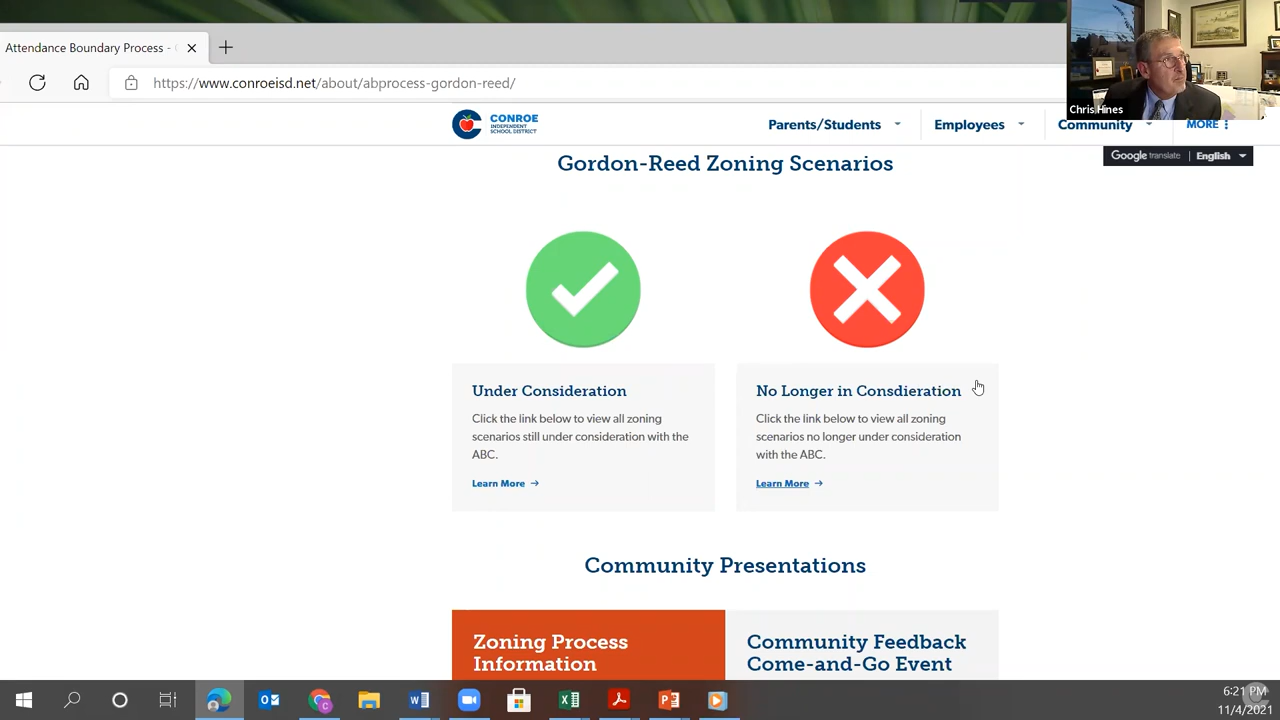 Attendance Boundary Process -
https://www.conroeisd.net/about/abprocess-gordon-reed/
Chris Hines
CONROE
INDEPENDENT
SCHOOL DISTRICT
Parents/Students
Employees
Community
MORE
Google translate | English
Gordon-Reed Zoning Scenarios
Under Consideration
Click the link below to view all zoning
scenarios still under consideration with the
ABC.
Learn More
No Longer in Consdieration
Click the link below to view all zoning
scenarios no longer under consideration
with the ABC.
Learn More
Community Presentations
Zoning Process
Information
Community Feedback
Come-and-Go Event
6:21 PM
11/4/2021